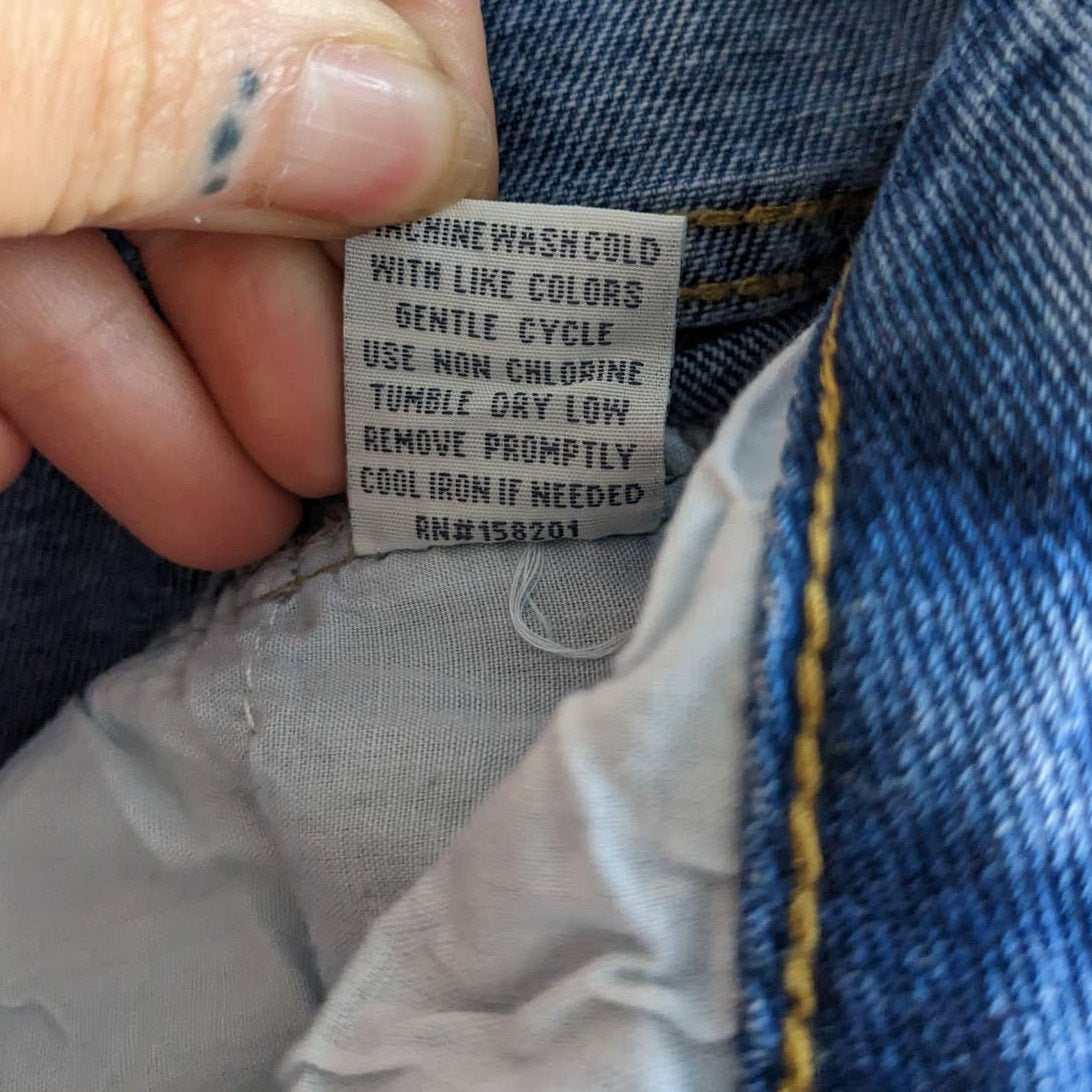 MACHINE WASH COLD
WITH LIKE COLORS
GENTLE CYCLE
USE NON CHLORINE
TUMBLE DRY LOW
REMOVE PROMPTLY
COOL IRON IF NEEDED
RN#158201